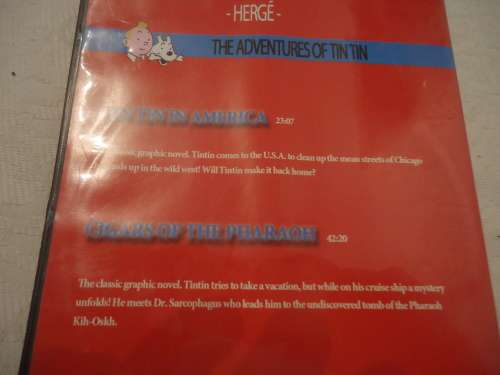 - HERGÉ -
THE ADVENTURES OF TIN TIN
TINTIN IN AMERICA 23:07
graphic novel. Tintin comes to the U.S.A. to clean up the mean streets of Chicago
up in the wild west! Will Tintin make it back home?
CIGARS OF THE PHARAOH 42:20
The classic graphic novel. Tintin tries to take a vacation, but while on his cruise ship a mystery
unfolds! He meets Dr. Sarcophagus who leads him to the undiscovered tomb of the Pharaoh
Kih-Oskh.